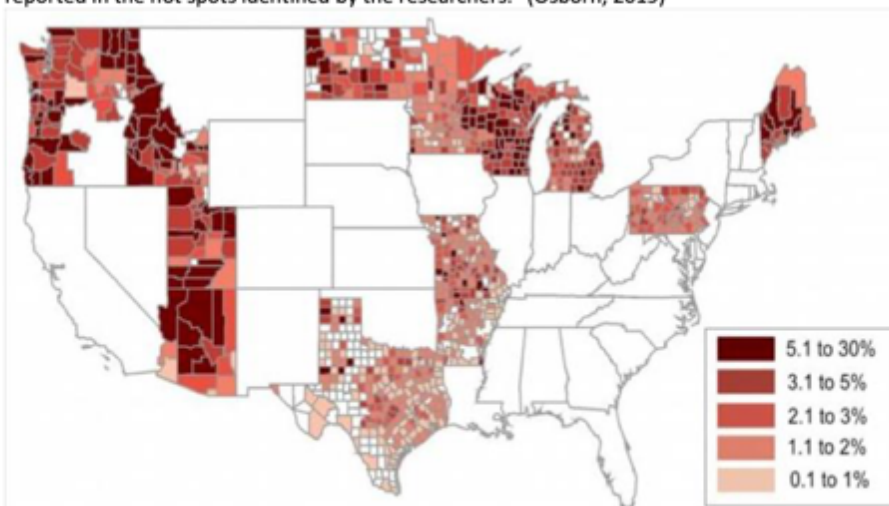 reported in the hot spots identified by the researchers." (Osborn, 2019)
5.1 to 30%
3.1 to 5%
2.1 to 3%
1.1 to 2%
0.1 to 1%